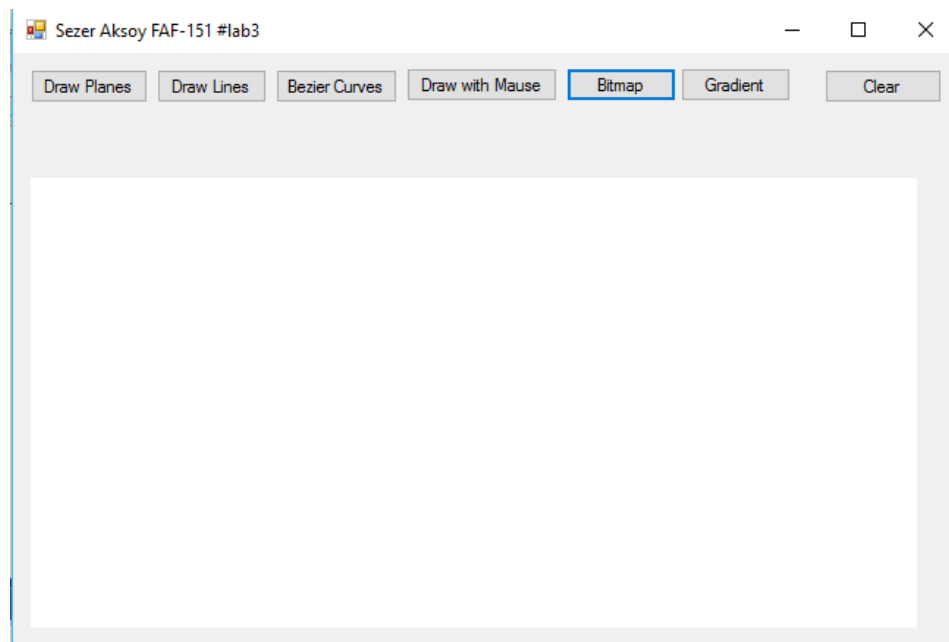 Sezer Aksoy FAF-151 #lab3
Draw Planes Draw Lines Bezier Curves Draw with Mause Bitmap Gradient Clear